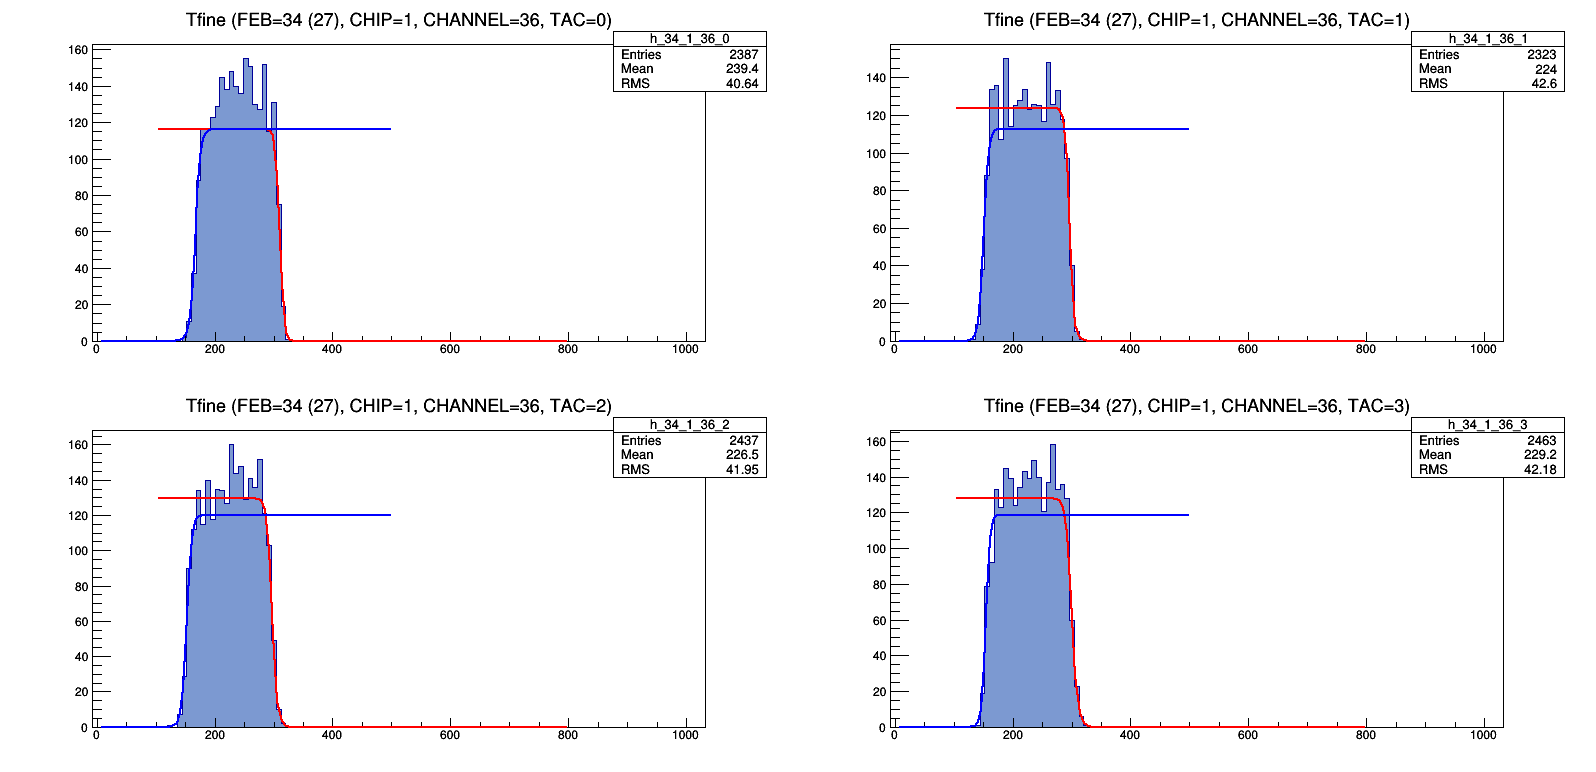 Tfine (FEB=34 (27), CHIP=1, CHANNEL=36, TAC=0)
h_34_1_36_0
Entries 2387
Mean 239.4
RMS 40.64
160
140
120
100
80
60
40
20
0
0 200 400 600 800 1000
Tfine (FEB=34 (27), CHIP=1, CHANNEL=36, TAC=1)
h_34_1_36_1
Entries 2323
Mean 224
RMS 42.6
140
120
100
80
60
40
20
0
0 200 400 600 800 1000
Tfine (FEB=34 (27), CHIP=1, CHANNEL=36, TAC=2)
h_34_1_36_2
Entries 2437
Mean 226.5
RMS 41.95
160
140
120
100
80
60
40
20
0
0 200 400 600 800 1000
Tfine (FEB=34 (27), CHIP=1, CHANNEL=36, TAC=3)
h_34_1_36_3
Entries 2463
Mean 229.2
RMS 42.18
160
140
120
100
80
60
40
20
0
0 200 400 600 800 1000